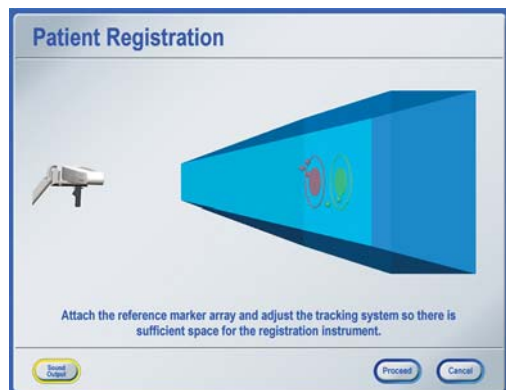 Patient Registration
Attach the reference marker array and adjust the tracking system so there is
sufficient space for the registration instrument.
Sound
Output
Proceed
Cancel